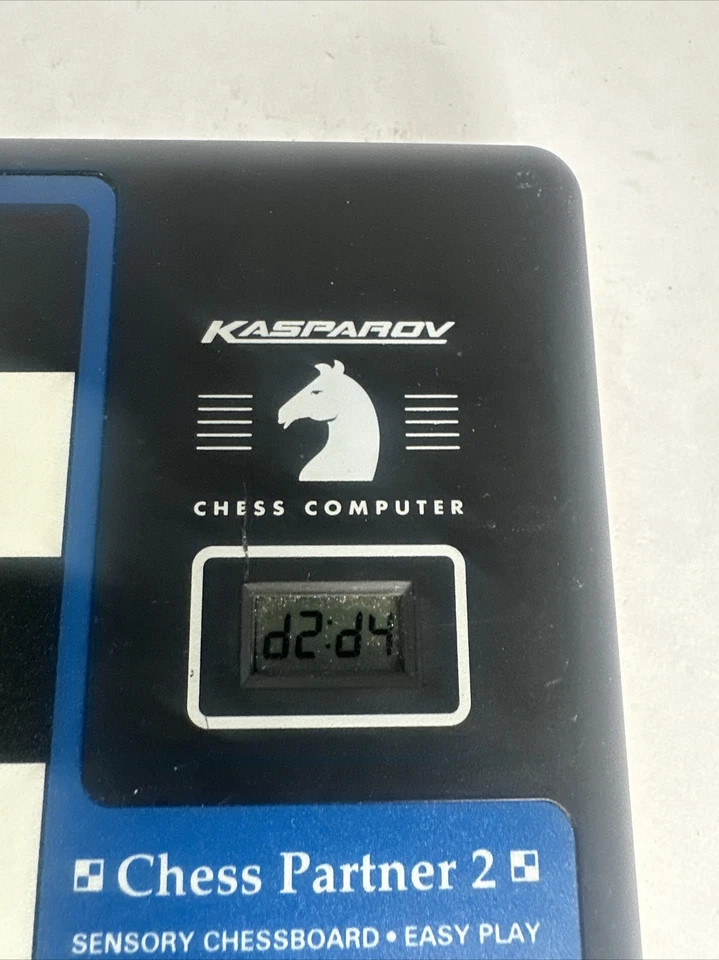 KASPAROV
CHESS COMPUTER
d2:d4
Chess Partner 2
SENSORY CHESSBOARD • EASY PLAY